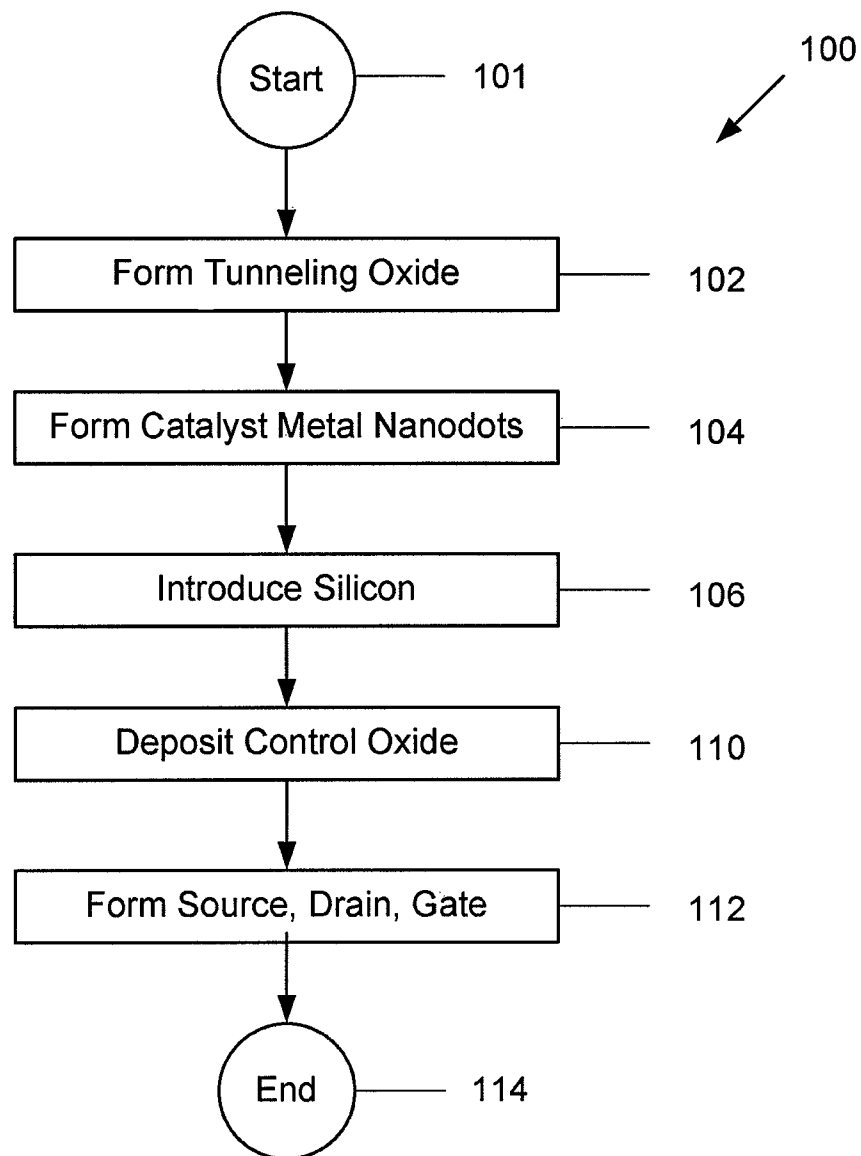 100
Start 101
Form Tunneling Oxide 102
Form Catalyst Metal Nanodots 104
Introduce Silicon 106
Deposit Control Oxide 110
Form Source, Drain, Gate 112
End 114